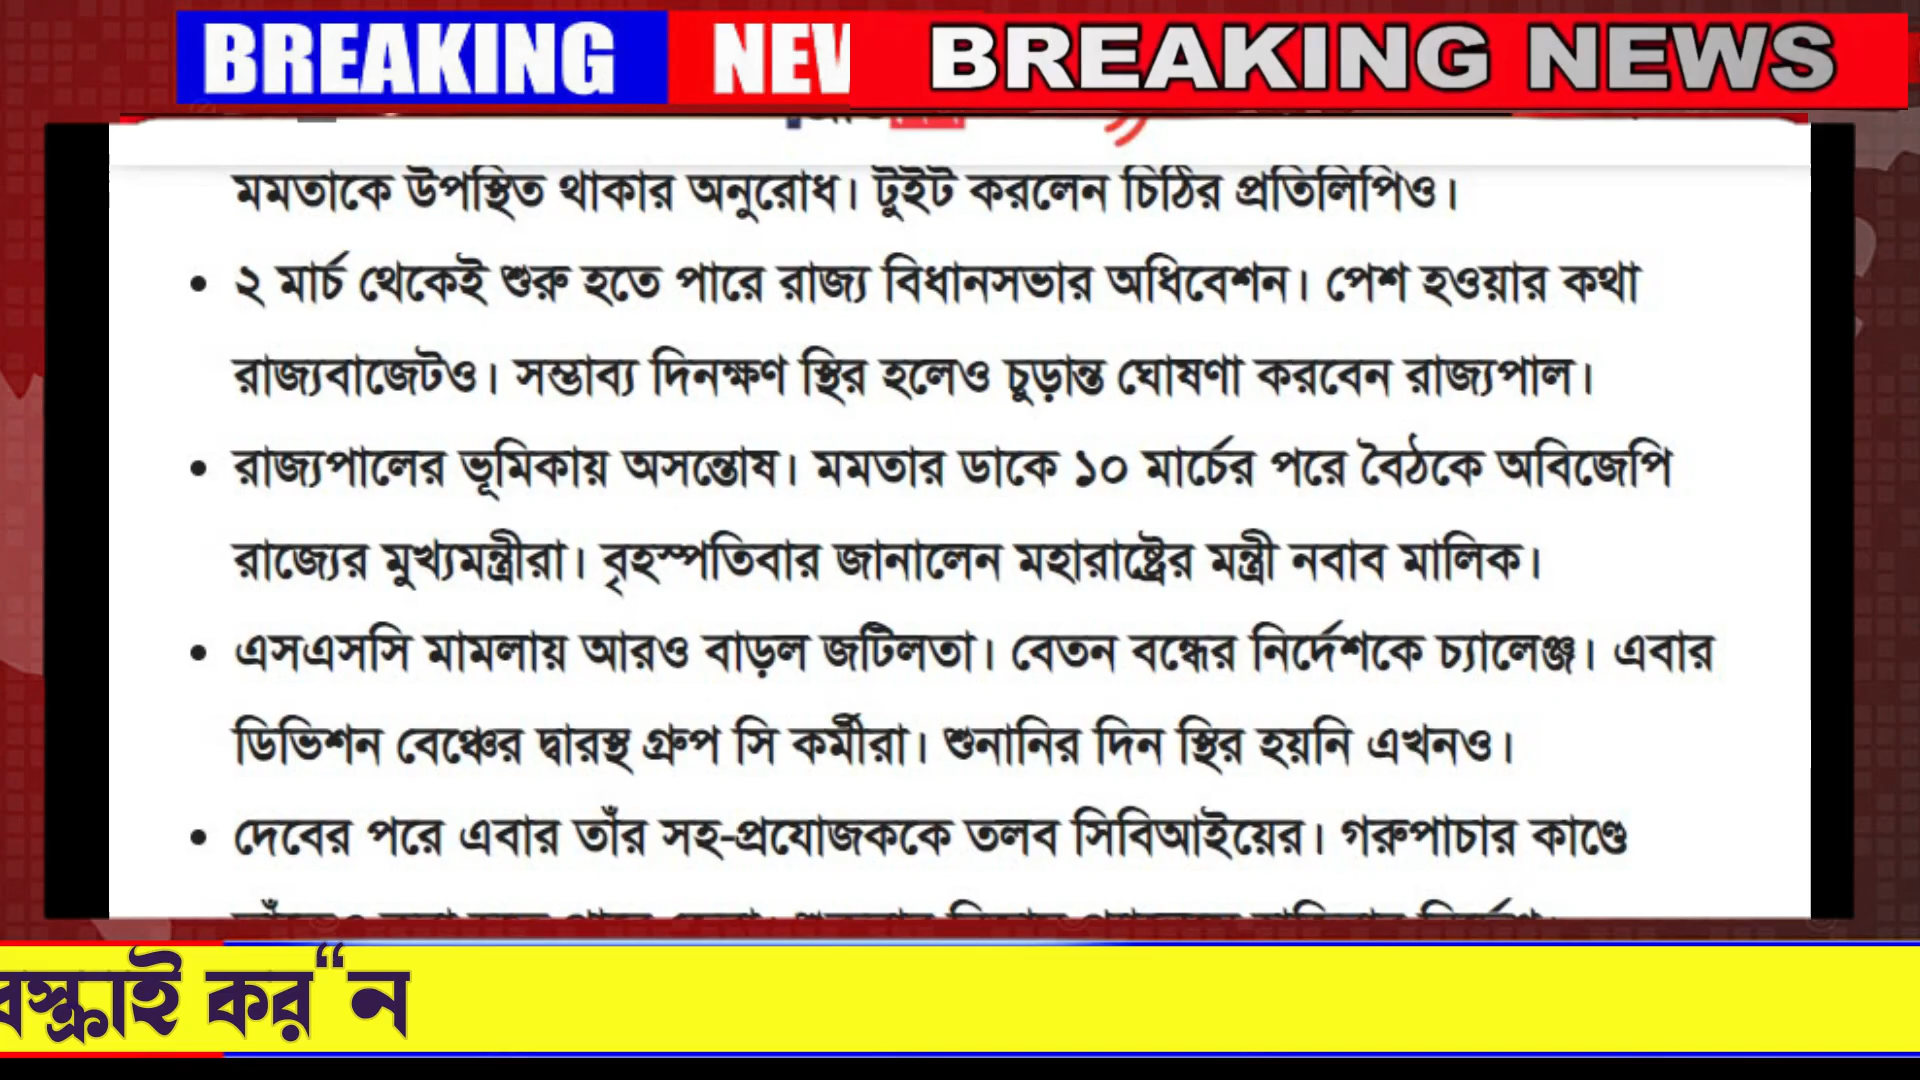 BREAKING NEW BREAKING NEWS
মমতাকে উপস্থিত থাকার অনুরোধ। টুইট করলেন চিঠির প্রতিলিপিও।
• ২ মার্চ থেকেই শুরু হতে পারে রাজ্য বিধানসভার অধিবেশন। পেশ হওয়ার কথা
রাজ্যবাজেটও। সম্ভাব্য দিনক্ষণ স্থির হলেও চুড়ান্ত ঘোষণা করবেন রাজ্যপাল।
• রাজ্যপালের ভূমিকায় অসন্তোষ। মমতার ডাকে ১০ মার্চের পরে বৈঠকে অবিজেপি
রাজ্যের মুখ্যমন্ত্রীরা। বৃহস্পতিবার জানালেন মহারাষ্ট্রের মন্ত্রী নবাব মালিক।
• এসএসসি মামলায় আরও বাড়ল জটিলতা। বেতন বন্ধের নির্দেশকে চ্যালেঞ্জ। এবার
ডিভিশন বেঞ্চের দ্বারস্থ গ্রুপ সি কর্মীরা। শুনানির দিন স্থির হয়নি এখনও।
• দেবের পরে এবার তাঁর সহ-প্রযোজককে তলব সিবিআইয়ের। গরুপাচার কাণ্ডে
বস্ক্রাই কর“ন